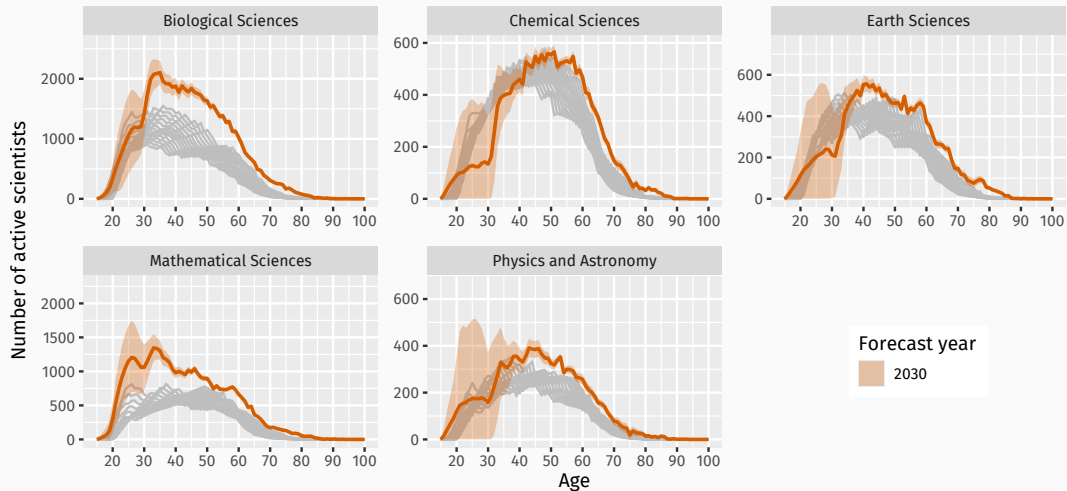 Biological Sciences
Chemical Sciences
Earth Sciences
2000
1000
0
600
400
200
0
600
400
200
0
20 30 40 50 60 70 80 90 100
20 30 40 50 60 70 80 90 100
20 30 40 50 60 70 80 90 100
Number of active scientists
Mathematical Sciences
Physics and Astronomy
2000
1500
1000
500
0
600
400
200
0
20 30 40 50 60 70 80 90 100
20 30 40 50 60 70 80 90 100
Age
Forecast year
2030